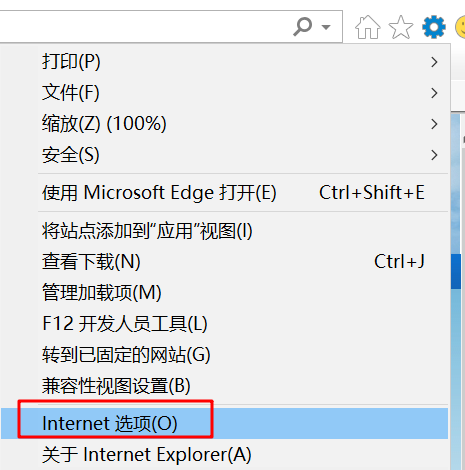 打印(P)
文件(F)
缩放(Z) (100%)
安全(S)
使用 Microsoft Edge 打开(E) Ctrl+Shift+E
将站点添加到“应用”视图(I)
查看下载(N) Ctrl+J
管理加载项(M)
F12 开发人员工具(L)
转到已固定的网站(G)
兼容性视图设置(B)
Internet 选项(O)
关于 Internet Explorer(A)